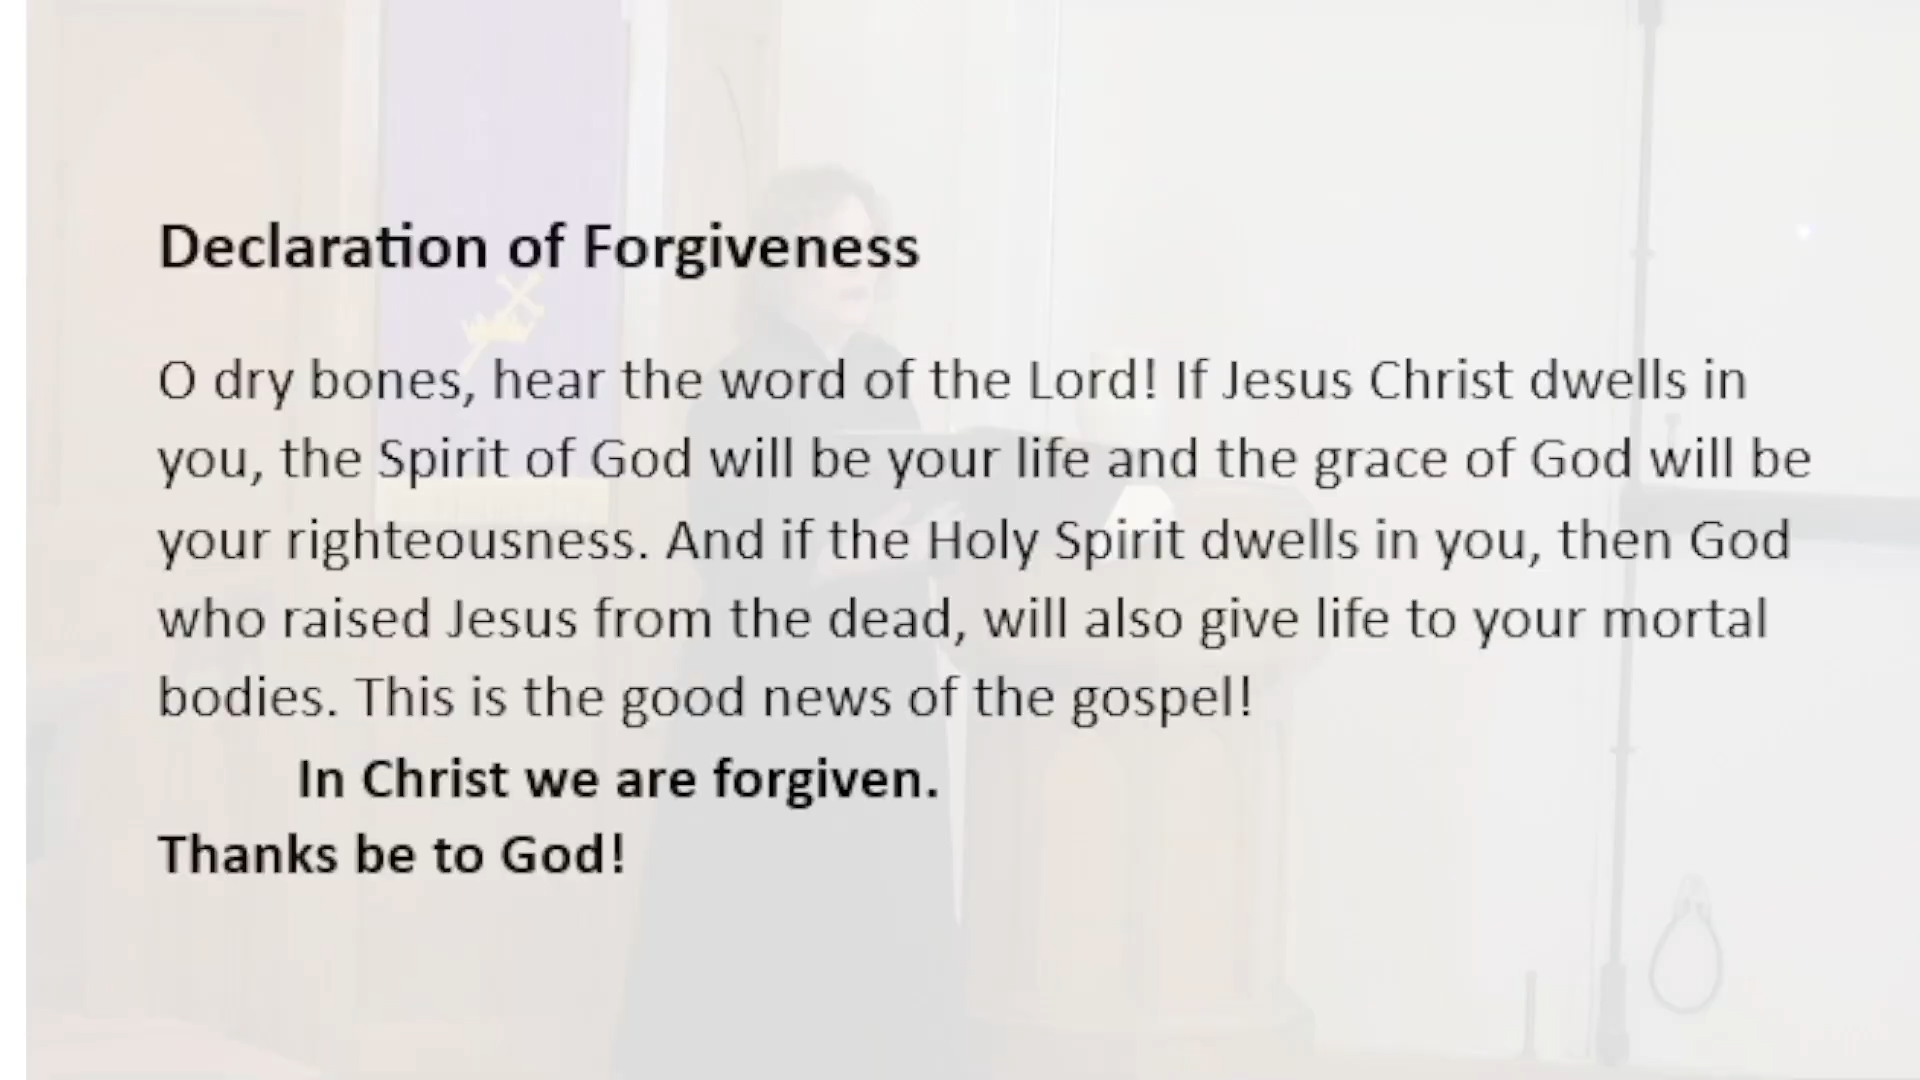 Declaration of Forgiveness
O dry bones, hear the word of the Lord! If Jesus Christ dwells in
you, the Spirit of God will be your life and the grace of God will be
your righteousness. And if the Holy Spirit dwells in you, then God
who raised Jesus from the dead, will also give life to your mortal
bodies. This is the good news of the gospel!
In Christ we are forgiven.
Thanks be to God!